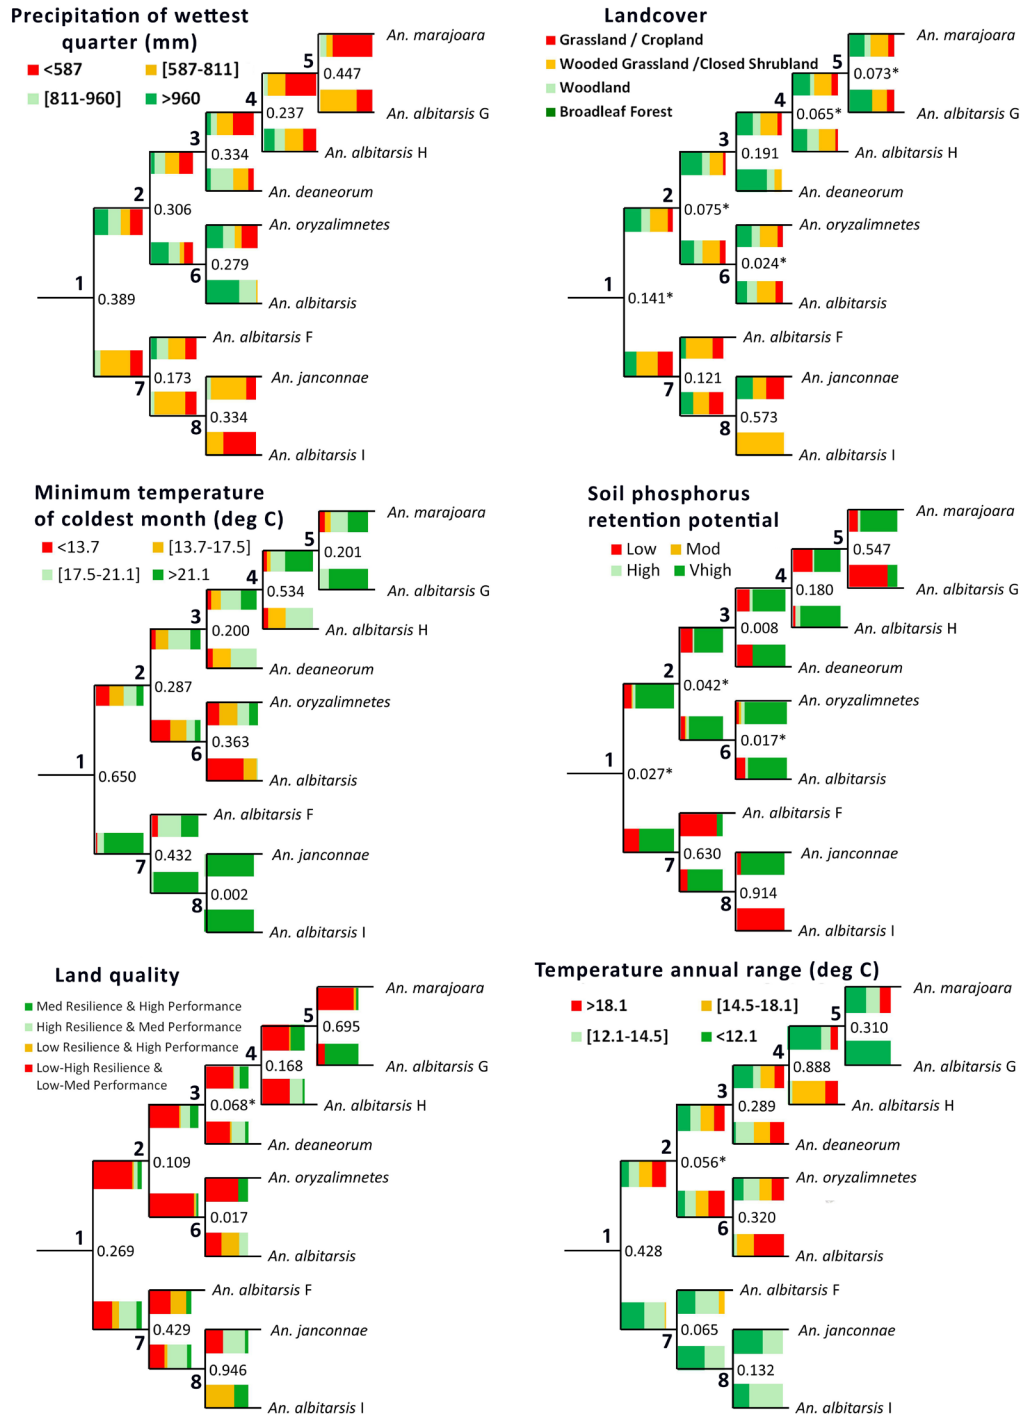 Precipitation of wettest
quarter (mm)
<587
[587-811]
[811-960]
>960
An. marajoara
5
0.447
4
An. albitarsis G
0.237
3
An. albitarsis H
0.334
2
An. deaneorum
0.306
An. oryzalimnetes
0.279
6
1
0.389
An. albitarsis
An. albitarsis F
0.173
7
An. janconnae
0.334
8
An. albitarsis I
Landcover
Grassland / Cropland
Wooded Grassland /Closed Shrubland
Woodland
Broadleaf Forest
An. marajoara
5
0.073*
4
An. albitarsis G
0.065*
3
An. albitarsis H
0.191
2
An. deaneorum
0.075*
An. oryzalimnetes
0.024*
6
1
0.141*
An. albitarsis
An. albitarsis F
0.121
7
An. janconnae
0.573
8
An. albitarsis I
Minimum temperature
of coldest month (deg C)
<13.7
[13.7-17.5]
[17.5-21.1]
>21.1
An. marajoara
5
0.201
4
An. albitarsis G
0.534
3
An. albitarsis H
0.200
2
An. deaneorum
0.287
An. oryzalimnetes
0.363
6
1
0.650
An. albitarsis
An. albitarsis F
0.432
7
An. janconnae
0.002
8
An. albitarsis I
Soil phosphorus
retention potential
Low
Mod
High
Vhigh
An. marajoara
5
0.547
4
An. albitarsis G
0.180
3
An. albitarsis H
0.008
2
An. deaneorum
0.042*
An. oryzalimnetes
0.017*
6
1
0.027*
An. albitarsis
An. albitarsis F
0.630
7
An. janconnae
0.914
8
An. albitarsis I
Land quality
Med Resilience & High Performance
High Resilience & Med Performance
Low Resilience & High Performance
Low-High Resilience &
Low-Med Performance
An. marajoara
5
0.695
4
An. albitarsis G
0.168
3
An. albitarsis H
0.068*
2
An. deaneorum
0.109
An. oryzalimnetes
0.017
6
1
0.269
An. albitarsis
An. albitarsis F
0.429
7
An. janconnae
0.946
8
An. albitarsis I
Temperature annual range (deg C)
>18.1
[14.5-18.1]
[12.1-14.5]
<12.1
An. marajoara
5
0.310
4
An. albitarsis G
0.888
3
An. albitarsis H
0.289
2
An. deaneorum
0.056*
An. oryzalimnetes
0.320
6
1
0.428
An. albitarsis
An. albitarsis F
0.065
7
An. janconnae
0.132
8
An. albitarsis I